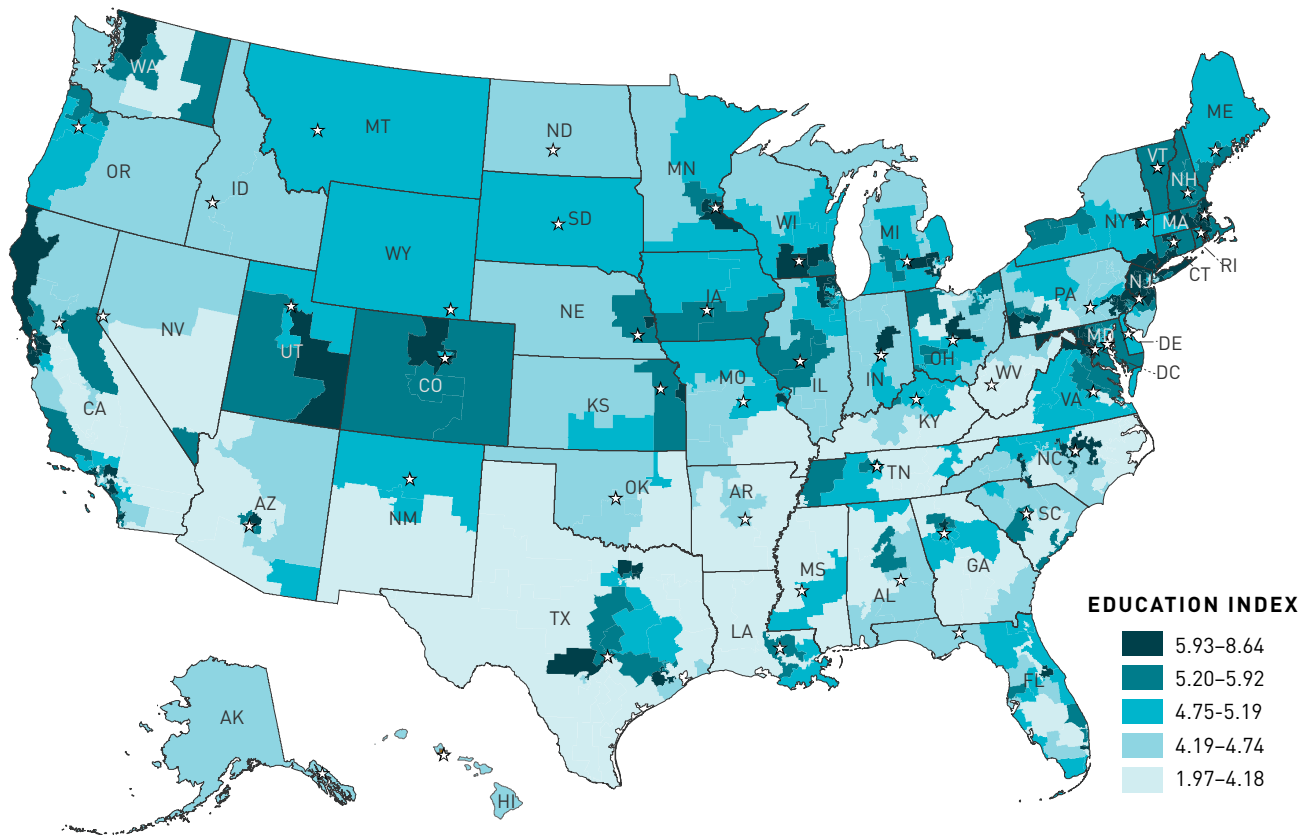 WA
MT
ND
MN
ME
VT
NH
OR
ID
SD
WI
MI
NY
MA
RI
CT
WY
IA
PA
NJ
NE
NV
UT
CO
IL
IN
OH
MD
DE
DC
WV
VA
CA
KS
MO
KY
NC
TN
AZ
NM
OK
AR
SC
MS
AL
GA
TX
LA
FL
AK
HI
EDUCATION INDEX
5.93–8.64
5.20–5.92
4.75-5.19
4.19–4.74
1.97–4.18